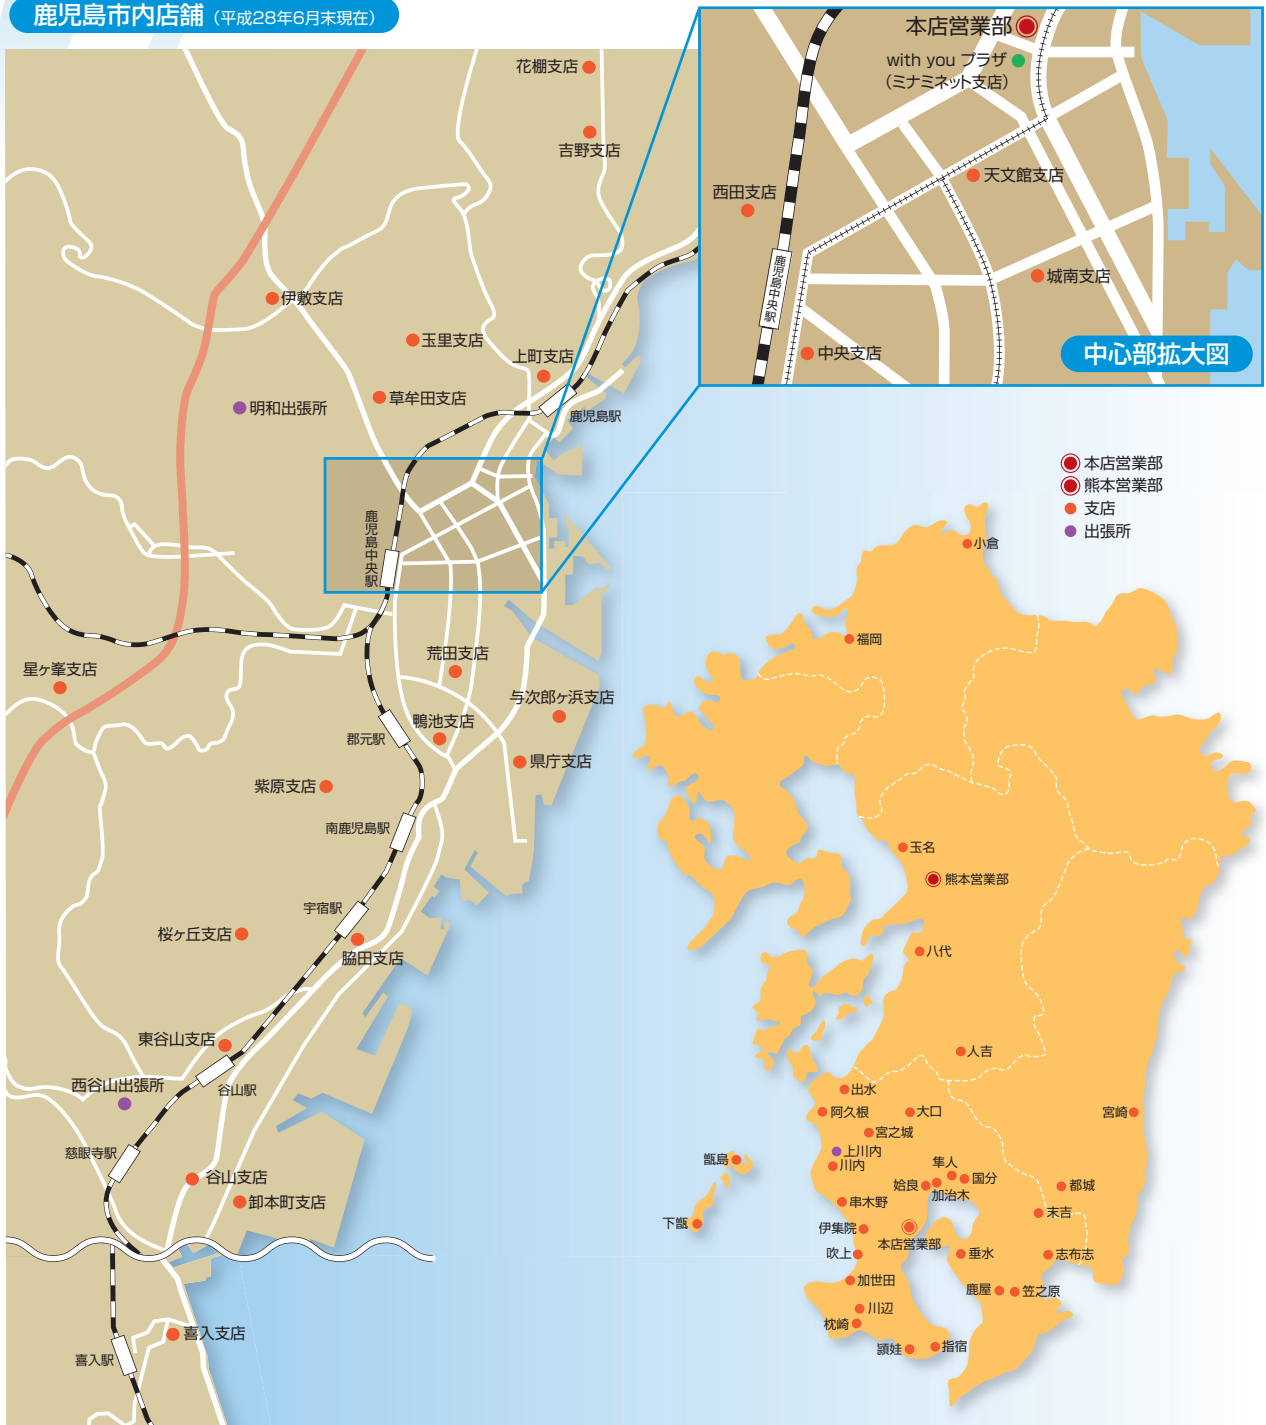 鹿児島市内店舗（平成28年6月末現在）
花棚支店
吉野支店
伊敷支店
玉里支店
上町支店
草牟田支店
明和出張所
鹿児島駅
鹿児島中央駅
荒田支店
星ヶ峯支店
与次郎ヶ浜支店
鴨池支店
郡元駅
県庁支店
紫原支店
南鹿児島駅
宇宿駅
桜ヶ丘支店
脇田支店
東谷山支店
西谷山出張所
谷山駅
慈眼寺駅
谷山支店
卸本町支店
喜入支店
喜入駅
本店営業部
with you プラザ
（ミナミネット支店）
天文館支店
西田支店
鹿児島中央駅
城南支店
中央支店
中心部拡大図
本店営業部
熊本営業部
支店
出張所
小倉
福岡
玉名
熊本営業部
八代
人吉
出水
阿久根
大口
宮崎
宮之城
上川内
川内
甑島
隼人
国分
姶良
加治木
都城
串木野
末吉
下甑
伊集院
本店営業部
吹上
垂水
志布志
加世田
鹿屋
笠之原
川辺
枕崎
頴娃
指宿